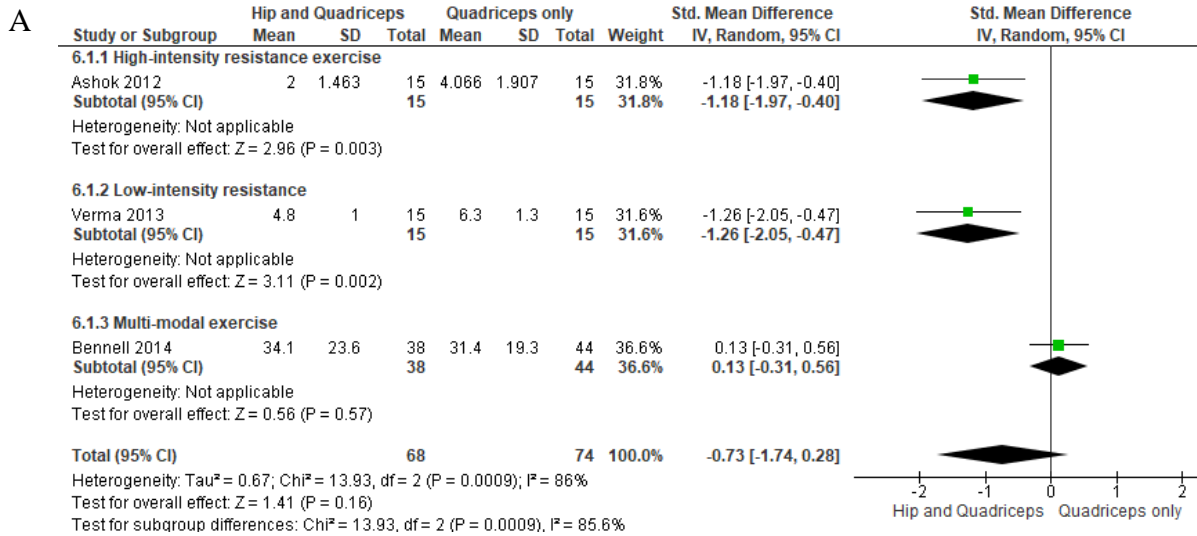 A
Hip and Quadriceps Quadriceps only Std. Mean Difference Std. Mean Difference
Study or Subgroup Mean SD Total Mean SD Total Weight IV, Random, 95% CI IV, Random, 95% CI
6.1.1 High-intensity resistance exercise
Ashok 2012 2 1.463 15 4.066 1.907 15 31.8% -1.18 [-1.97, -0.40]
Subtotal (95% CI) 15 15 31.8% -1.18 [-1.97, -0.40]
Heterogeneity: Not applicable
Test for overall effect: Z = 2.96 (P = 0.003)
6.1.2 Low-intensity resistance
Verma 2013 4.8 1 15 6.3 1.3 15 31.6% -1.26 [-2.05, -0.47]
Subtotal (95% CI) 15 15 31.6% -1.26 [-2.05, -0.47]
Heterogeneity: Not applicable
Test for overall effect: Z = 3.11 (P = 0.002)
6.1.3 Multi-modal exercise
Bennell 2014 34.1 23.6 38 31.4 19.3 44 36.6% 0.13 [-0.31, 0.56]
Subtotal (95% CI) 38 44 36.6% 0.13 [-0.31, 0.56]
Heterogeneity: Not applicable
Test for overall effect: Z = 0.56 (P = 0.57)
Total (95% CI) 68 74 100.0% -0.73 [-1.74, 0.28]
Heterogeneity: Tau² = 0.67; Chi² = 13.93, df = 2 (P = 0.0009); I² = 86%
Test for overall effect: Z = 1.41 (P = 0.16)
Test for subgroup differences: Chi² = 13.93, df = 2 (P = 0.0009), I² = 85.6%
-2 -1 0 1 2
Hip and Quadriceps Quadriceps only